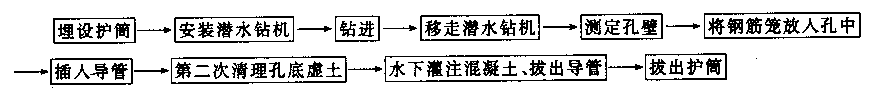 埋设护筒 安装潜水钻机 钻进 移走潜水钻机 测定孔壁 将钢筋笼放入孔中
插入导管 第二次清理孔底虚土 水下灌注混凝土、拔出导管 拔出护筒